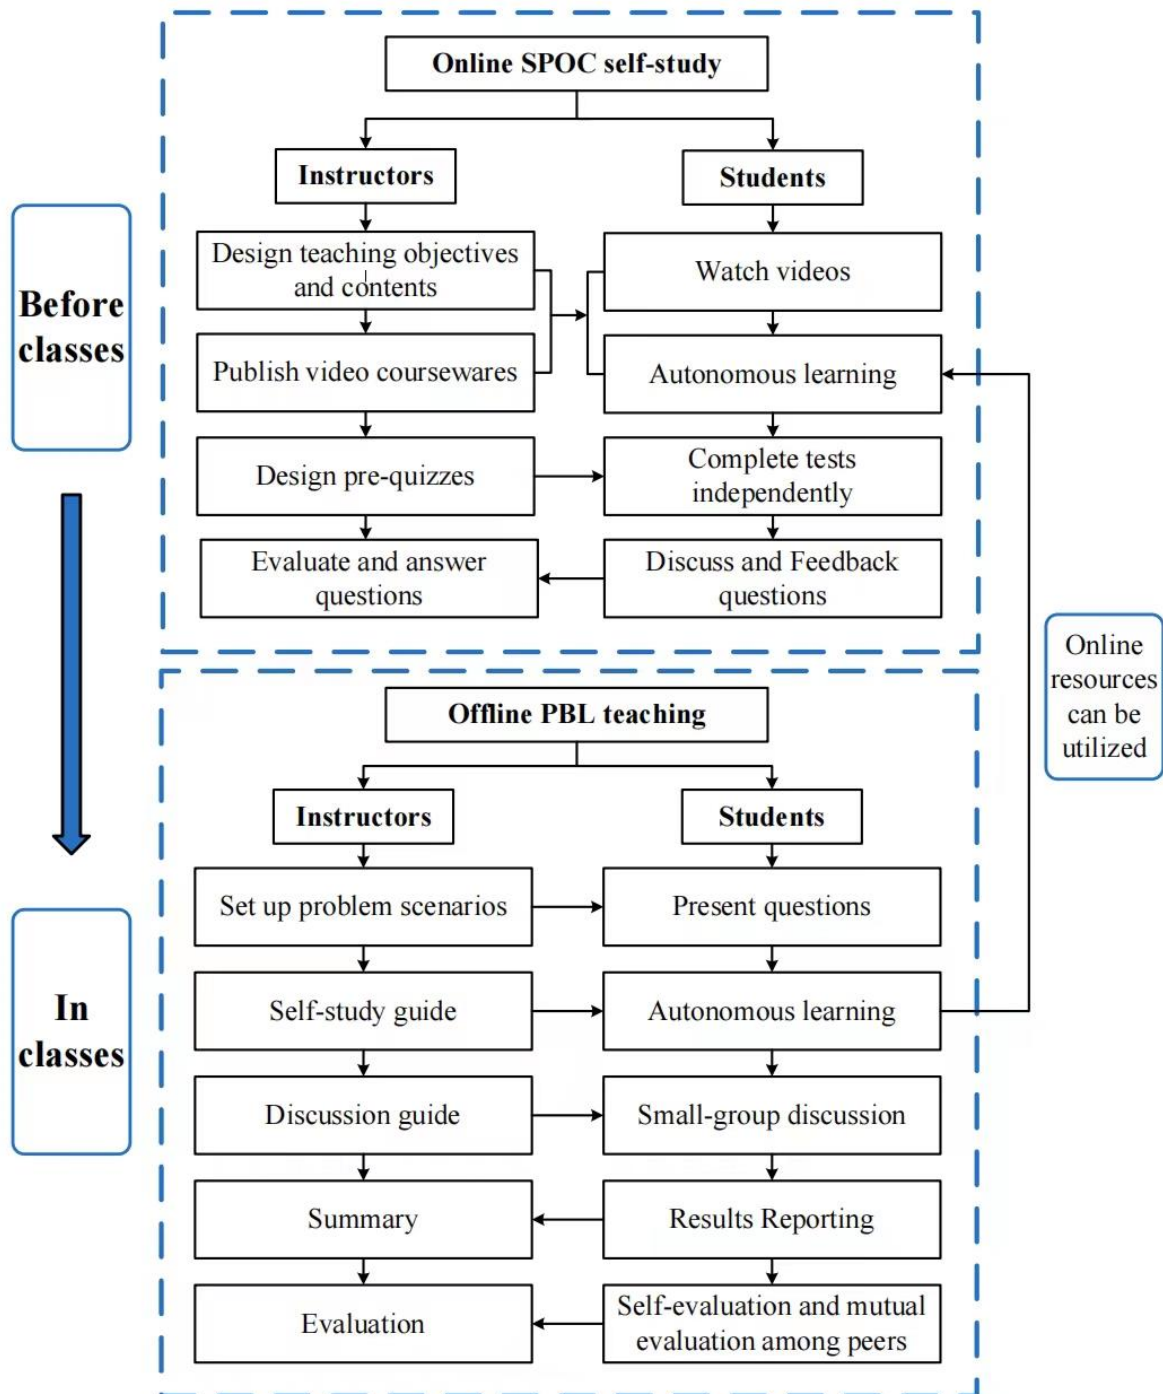 Online SPOC self-study
Instructors
Students
Design teaching objectives
and contents
Watch videos
Before
classes
Publish video coursewares
Autonomous learning
Design pre-quizzes
Complete tests
independently
Evaluate and answer
questions
Discuss and Feedback
questions
Online
resources
can be
utilized
Offline PBL teaching
Instructors
Students
Set up problem scenarios
Present questions
In
classes
Self-study guide
Autonomous learning
Discussion guide
Small-group discussion
Summary
Results Reporting
Evaluation
Self-evaluation and mutual
evaluation among peers